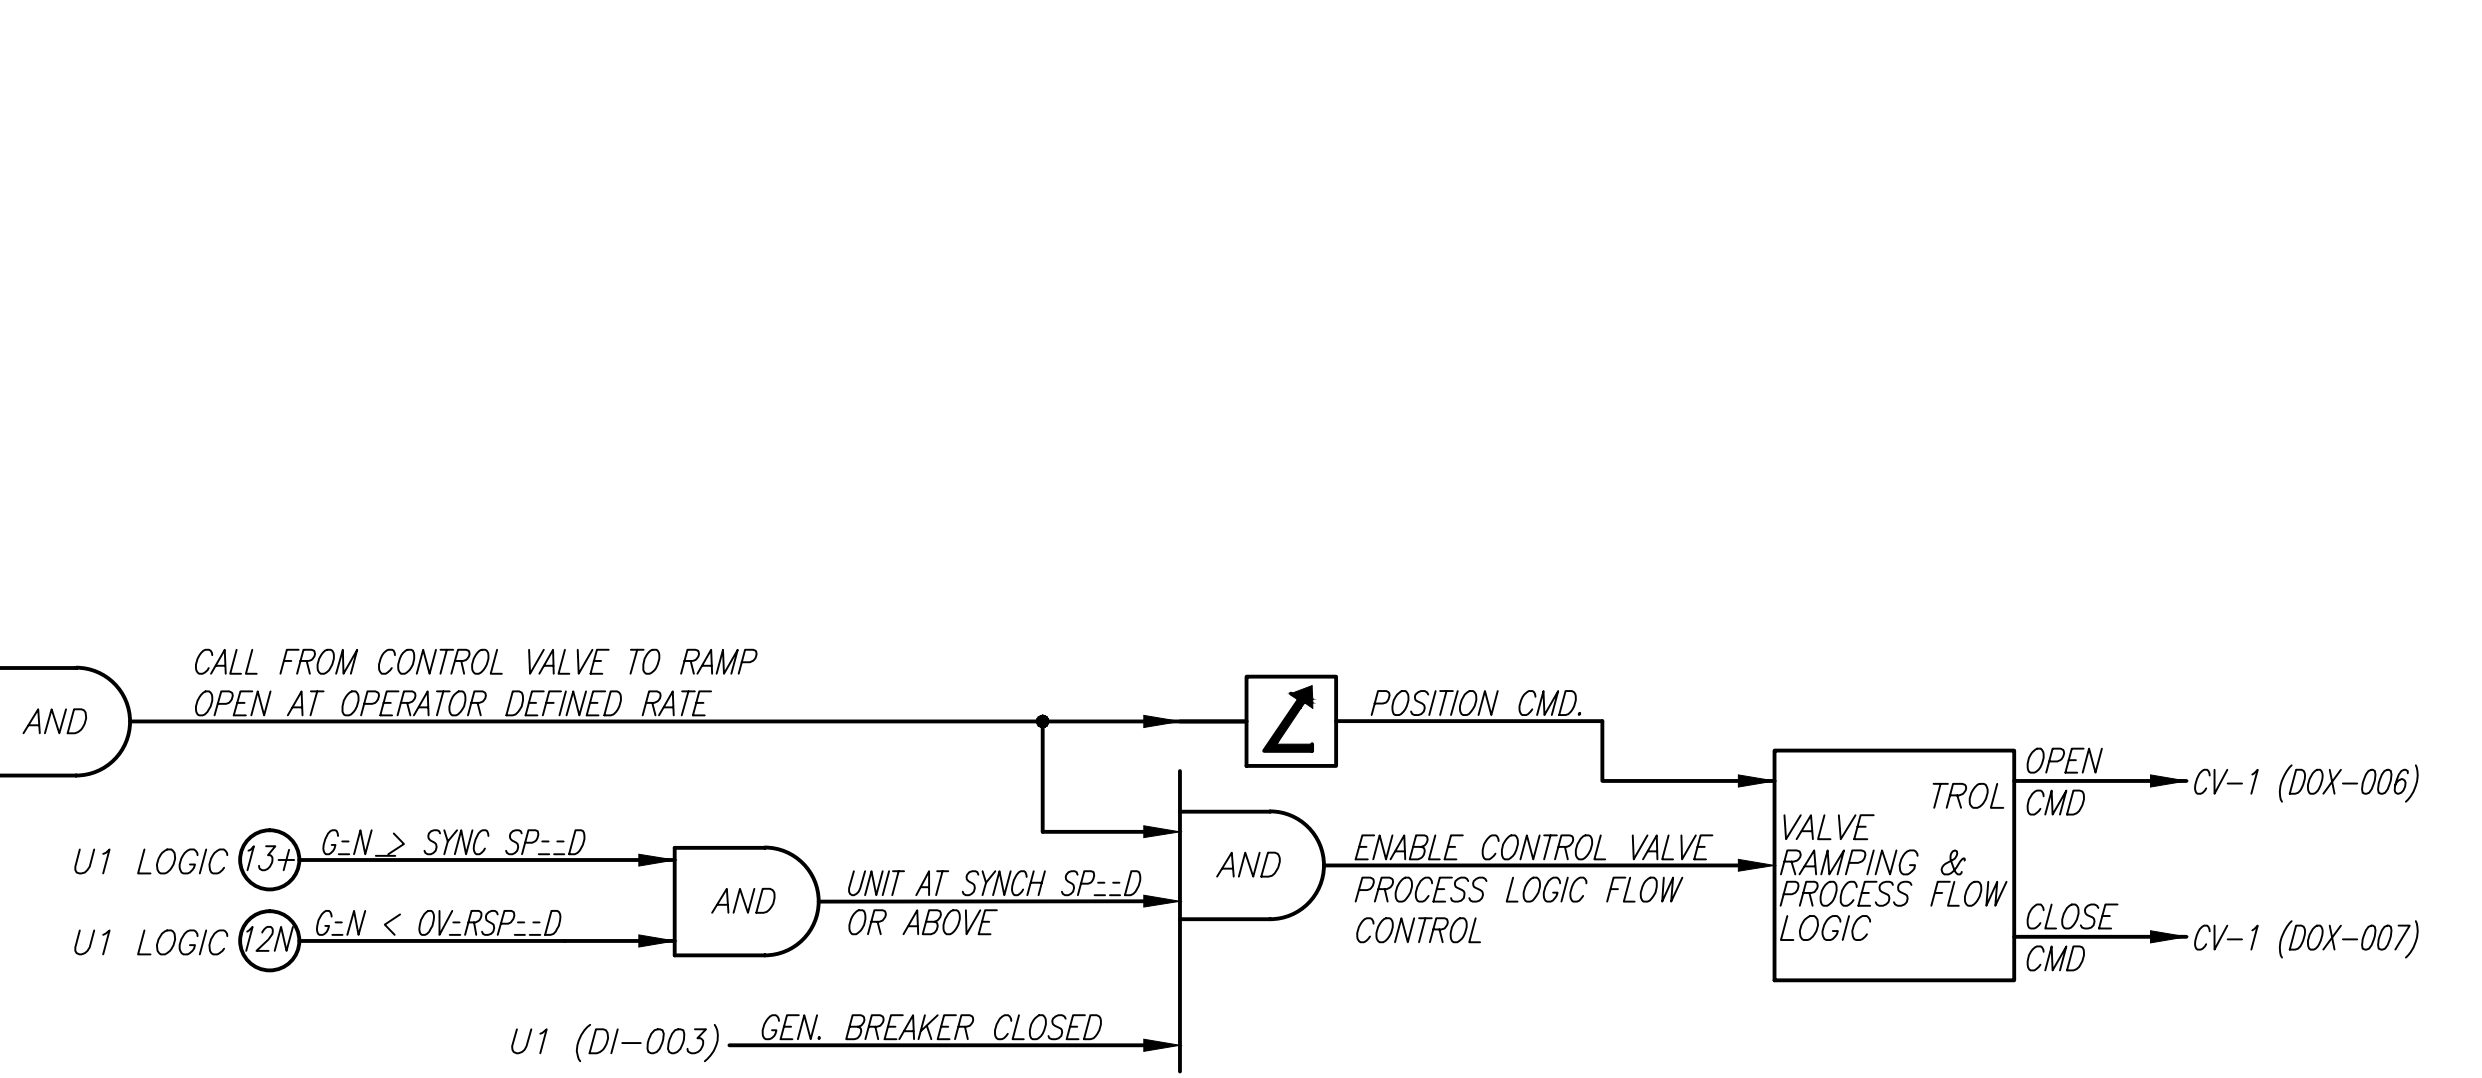 CALL FROM CONTROL VALVE TO RAMP
OPEN AT OPERATOR DEFINED RATE
AND
POSITION CMD.
U1 LOGIC
13+
G=N ≥ SYNC SP==D
U1 LOGIC
12N
G=N < OV=RSP==D
AND
UNIT AT SYNCH SP==D
OR ABOVE
U1 (DI-003)
GEN. BREAKER CLOSED
AND
ENABLE CONTROL VALVE
PROCESS LOGIC FLOW
CONTROL
TROL
VALVE
RAMPING &
PROCESS FLOW
LOGIC
OPEN
CMD
CV-1 (DOX-006)
CLOSE
CMD
CV-1 (DOX-007)